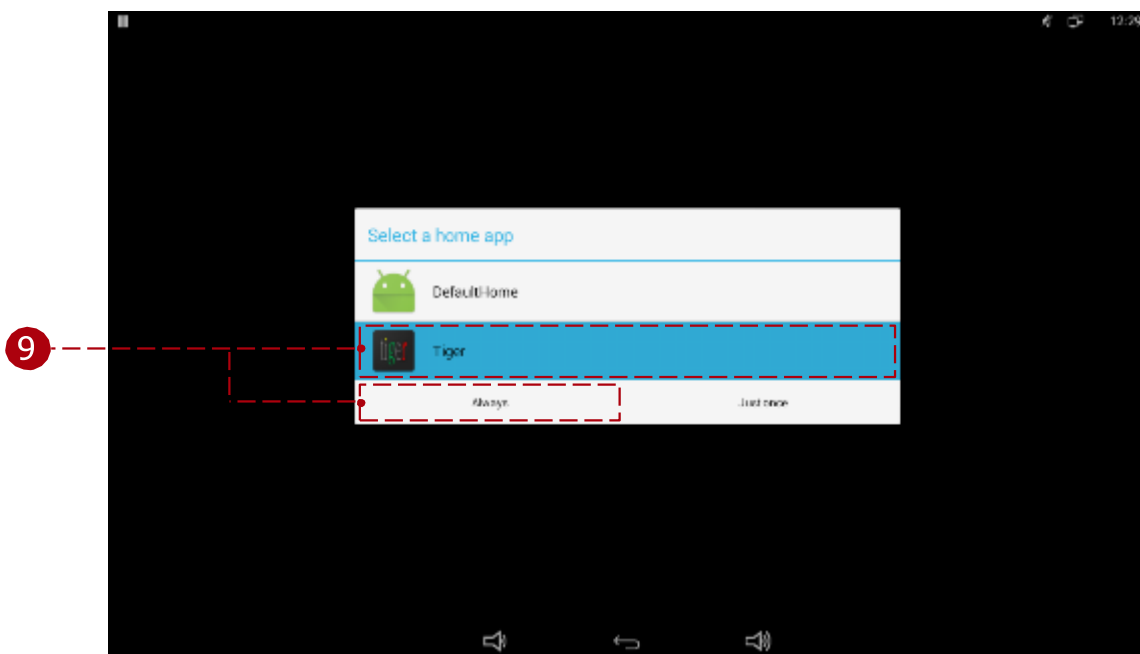 12:29
Select a home app
DefaultHome
tiger
Tiger
9
Always
Just once